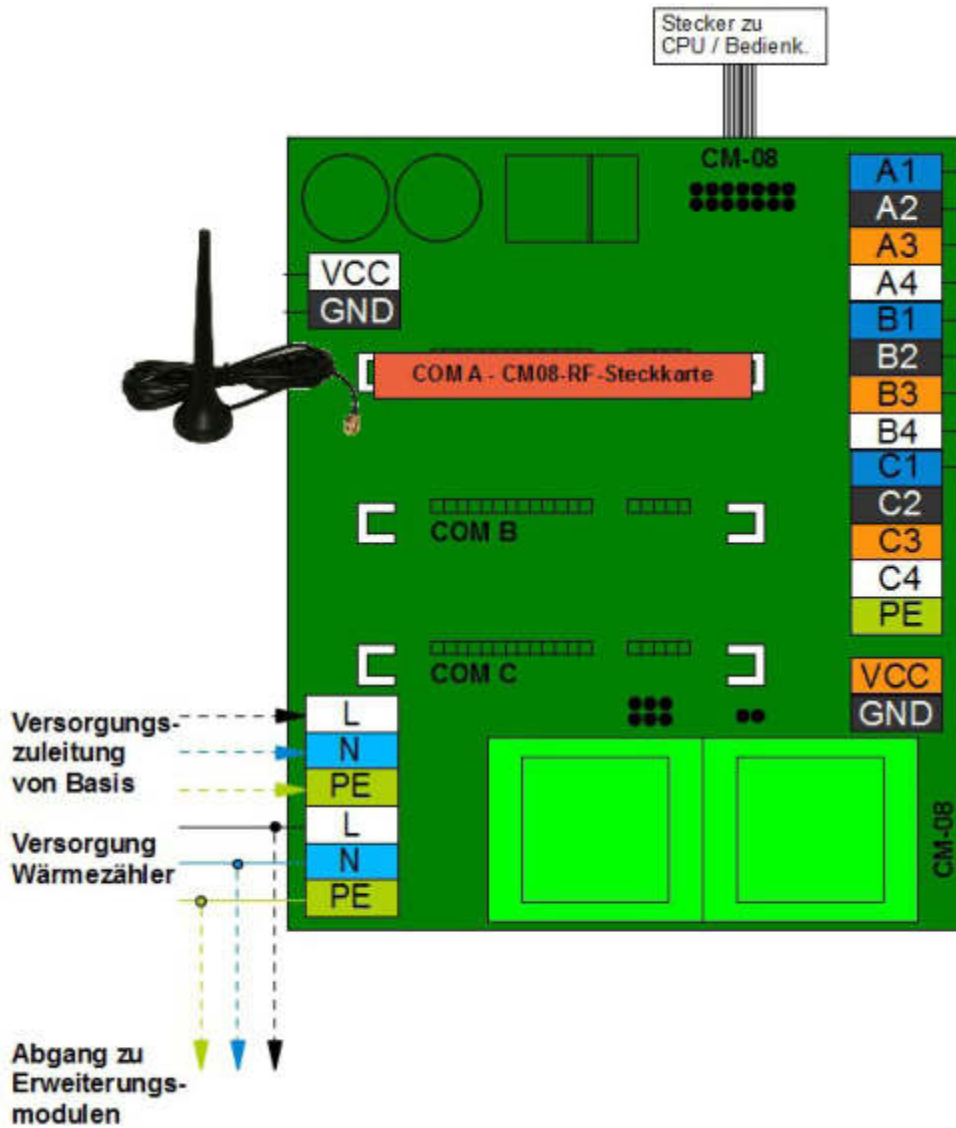 Stecker zu
CPU / Bedienk.
CM-08
A1
A2
A3
A4
B1
B2
B3
B4
C1
C2
C3
C4
PE
VCC
GND
VCC
GND
COM A - CM08-RF-Steckkarte
COM B
COM C
L
N
PE
L
N
PE
Versorgungs-
zuleitung
von Basis
Versorgung
Wärmezähler
CM-08
Abgang zu
Erweiterungs-
modulen